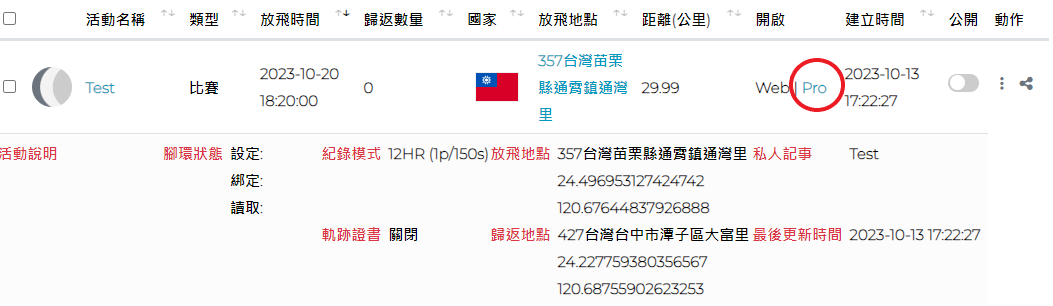 活動名稱 類型 放飛時間 歸返數量 國家 放飛地點 距離(公里) 開啟 建立時間 公開 動作
Test 比賽 2023-10-20 18:20:00 0 357台灣苗栗縣通霄鎮通灣里 29.99 Web | Pro 2023-10-13 17:22:27
活動說明 腳環狀態 設定: 紀錄模式 12HR (1p/150s) 放飛地點 357台灣苗栗縣通霄鎮通灣里 私人記事 Test
綁定: 24.496953127424742
讀取: 120.67644837926888
軌跡證書 關閉 歸返地點 427台灣台中市潭子區大富里 最後更新時間 2023-10-13 17:22:27
24.227759380356567
120.68755902623253